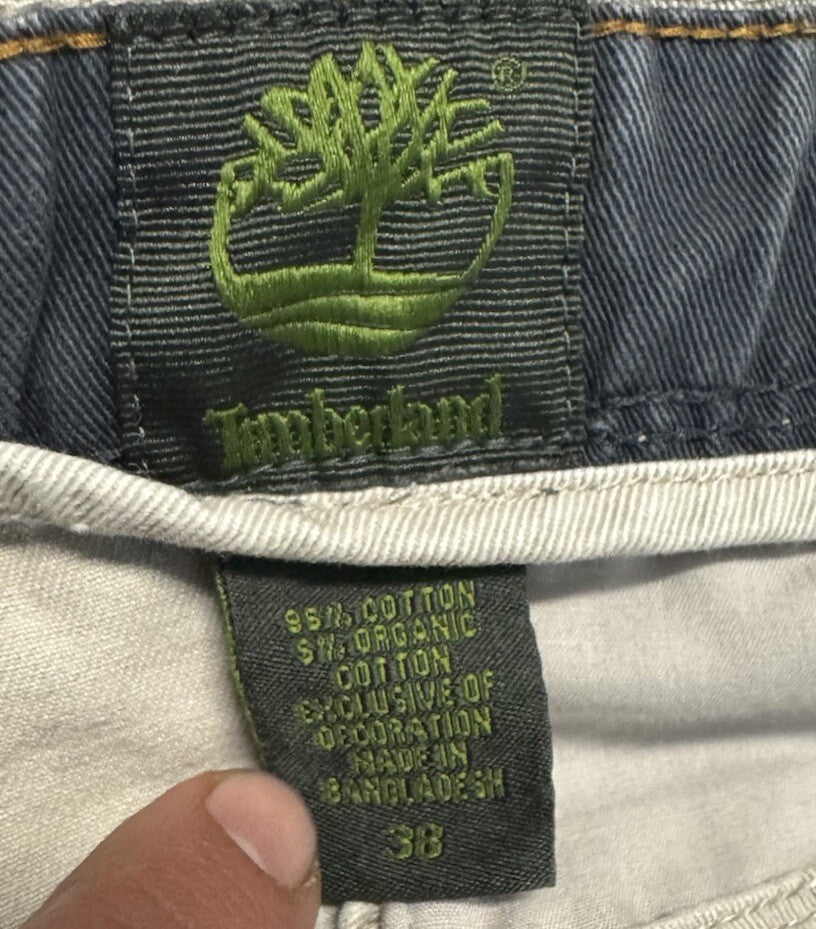 ®
Timberland
95% COTTON
5% ORGANIC
COTTON
EXCLUSIVE OF
DECORATION
MADE IN
BANGLADESH
38